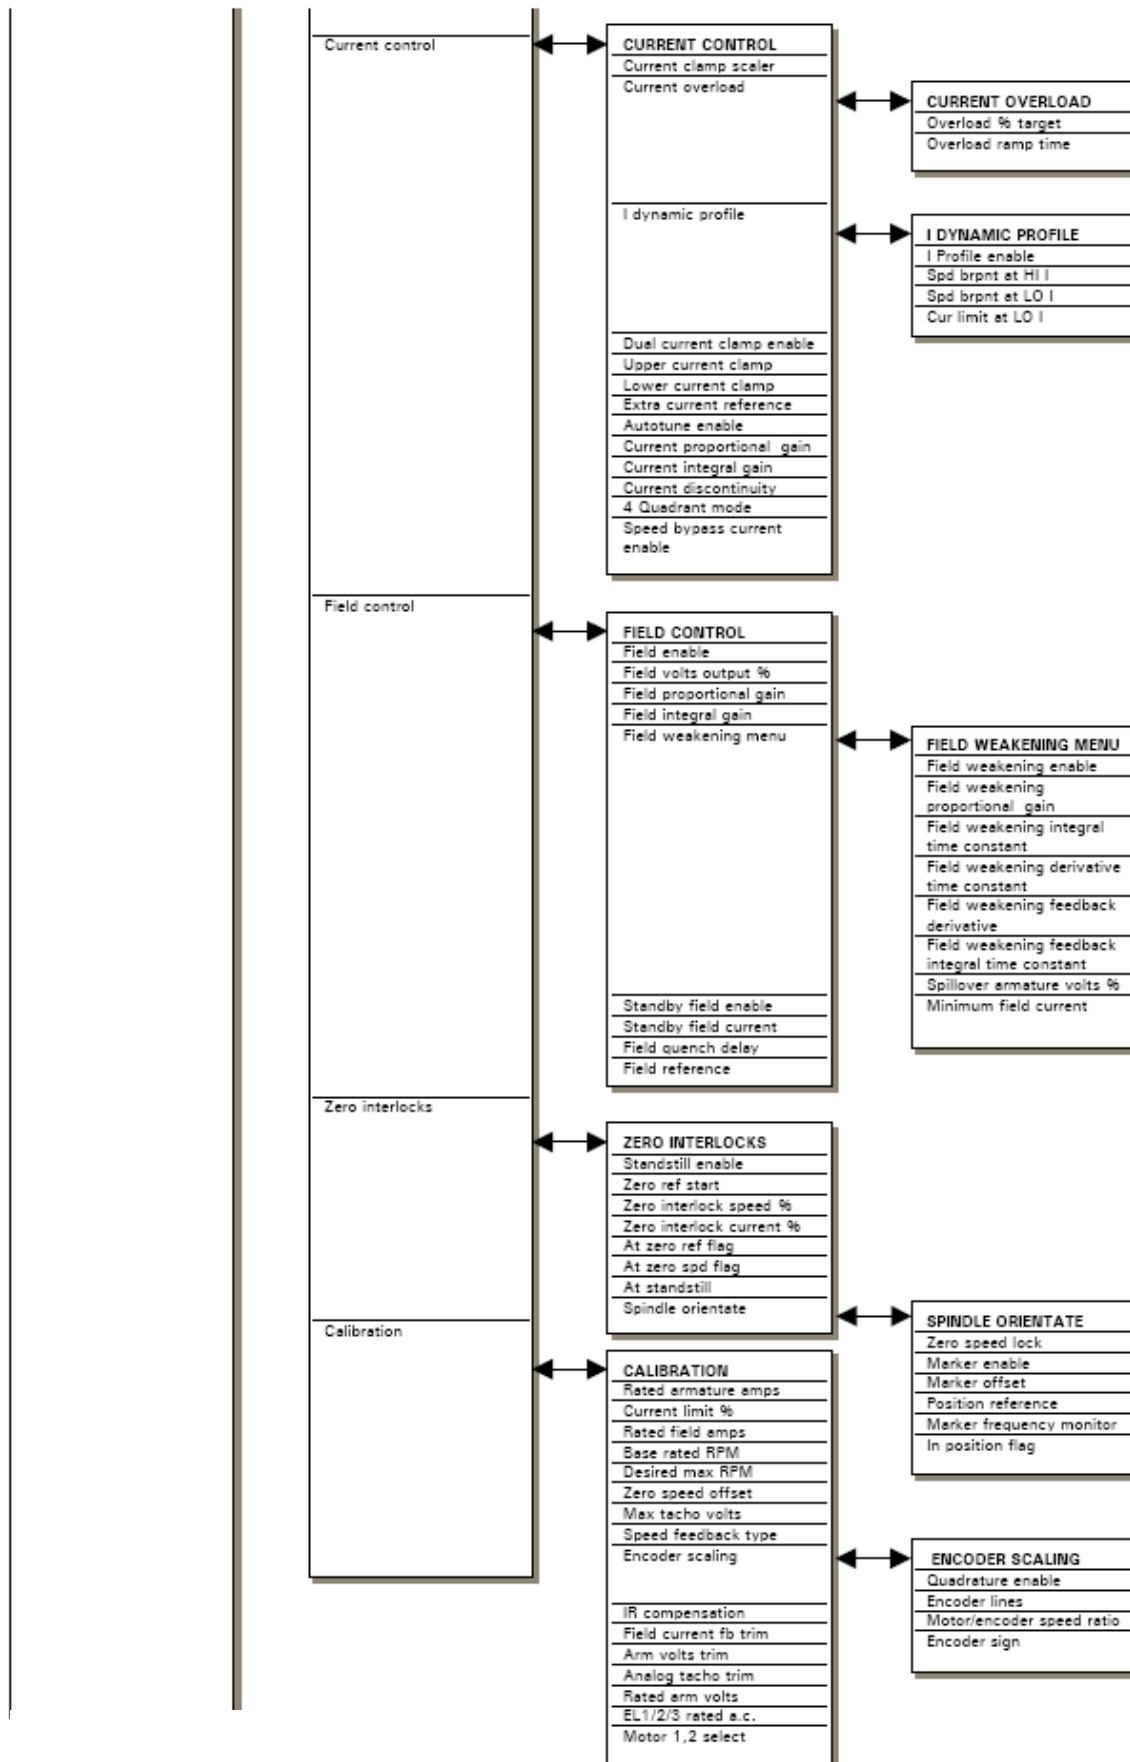 Current control
CURRENT CONTROL
Current clamp scaler
Current overload
CURRENT OVERLOAD
Overload % target
Overload ramp time
I dynamic profile
I DYNAMIC PROFILE
I Profile enable
Spd brpnt at HI I
Spd brpnt at LO I
Cur limit at LO I
Dual current clamp enable
Upper current clamp
Lower current clamp
Extra current reference
Autotune enable
Current proportional gain
Current integral gain
Current discontinuity
4 Quadrant mode
Speed bypass current
enable
Field control
FIELD CONTROL
Field enable
Field volts output %
Field proportional gain
Field integral gain
Field weakening menu
FIELD WEAKENING MENU
Field weakening enable
Field weakening
proportional gain
Field weakening integral
time constant
Field weakening derivative
time constant
Field weakening feedback
derivative
Field weakening feedback
integral time constant
Spillover armature volts %
Minimum field current
Standby field enable
Standby field current
Field quench delay
Field reference
Zero interlocks
ZERO INTERLOCKS
Standstill enable
Zero ref start
Zero interlock speed %
Zero interlock current %
At zero ref flag
At zero spd flag
At standstill
Spindle orientate
SPINDLE ORIENTATE
Zero speed lock
Marker enable
Marker offset
Position reference
Marker frequency monitor
In position flag
Calibration
CALIBRATION
Rated armature amps
Current limit %
Rated field amps
Base rated RPM
Desired max RPM
Zero speed offset
Max tacho volts
Speed feedback type
Encoder scaling
ENCODER SCALING
Quadrature enable
Encoder lines
Motor/encoder speed ratio
Encoder sign
IR compensation
Field current fb trim
Arm volts trim
Analog tacho trim
Rated arm volts
EL1/2/3 rated a.c.
Motor 1,2 select